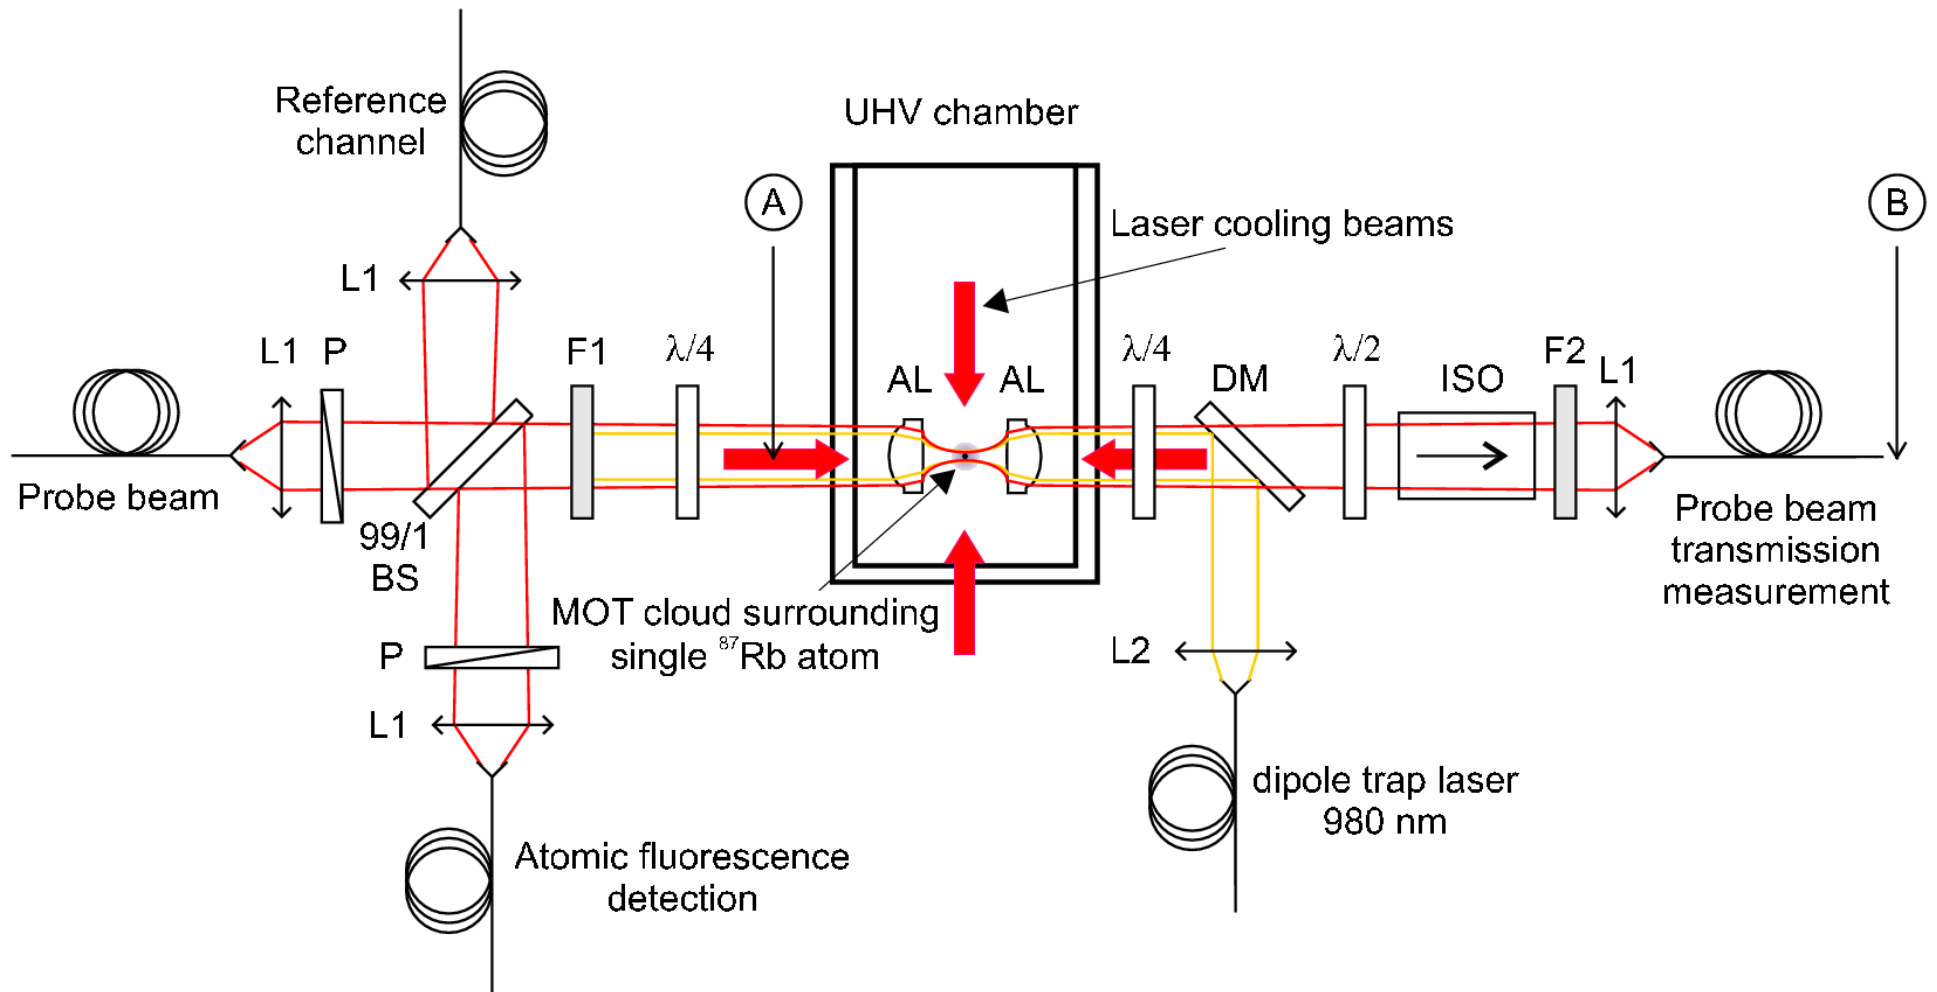 Reference
channel
UHV chamber
A
B
Laser cooling beams
L1
L1
P
F1
λ/4
AL
AL
λ/4
DM
λ/2
ISO
F2
L1
Probe beam
99/1
BS
Probe beam
transmission
measurement
MOT cloud surrounding
single ⁸⁷Rb atom
P
L2
L1
dipole trap laser
980 nm
Atomic fluorescence
detection